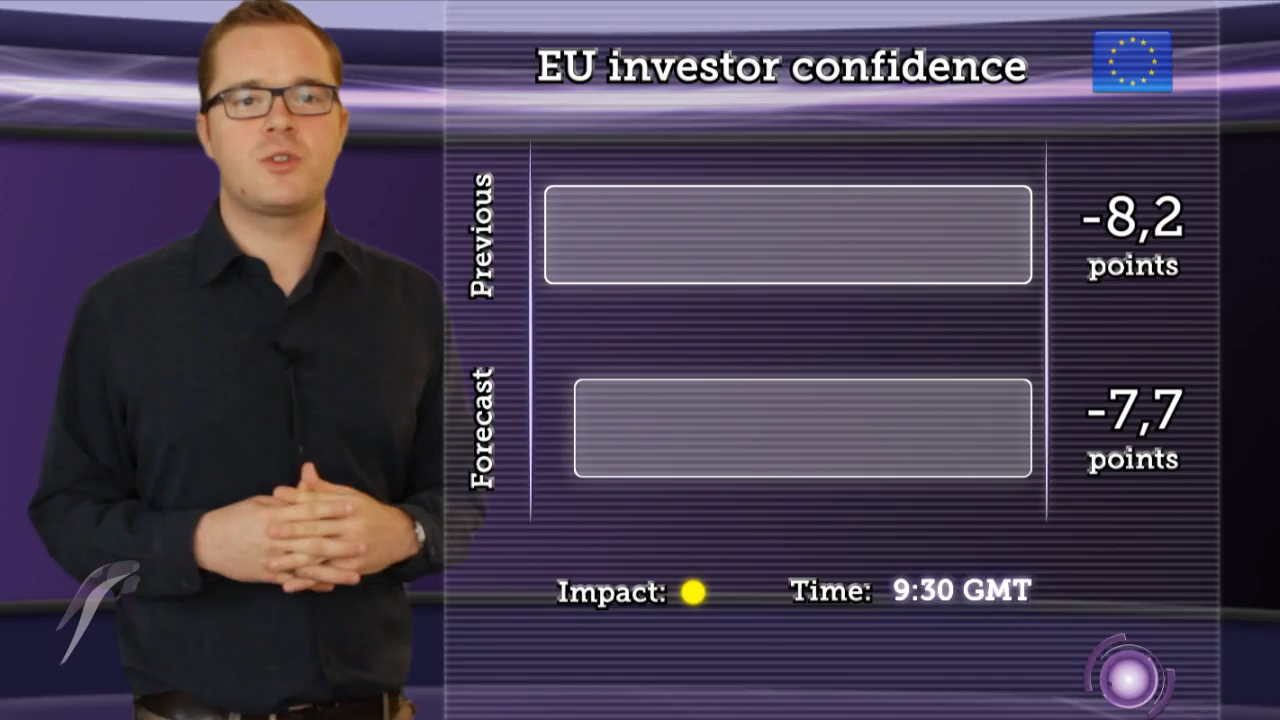 EU investor confidence
Previous
-8,2
points
Forecast
-7,7
points
Impact:
Time: 9:30 GMT